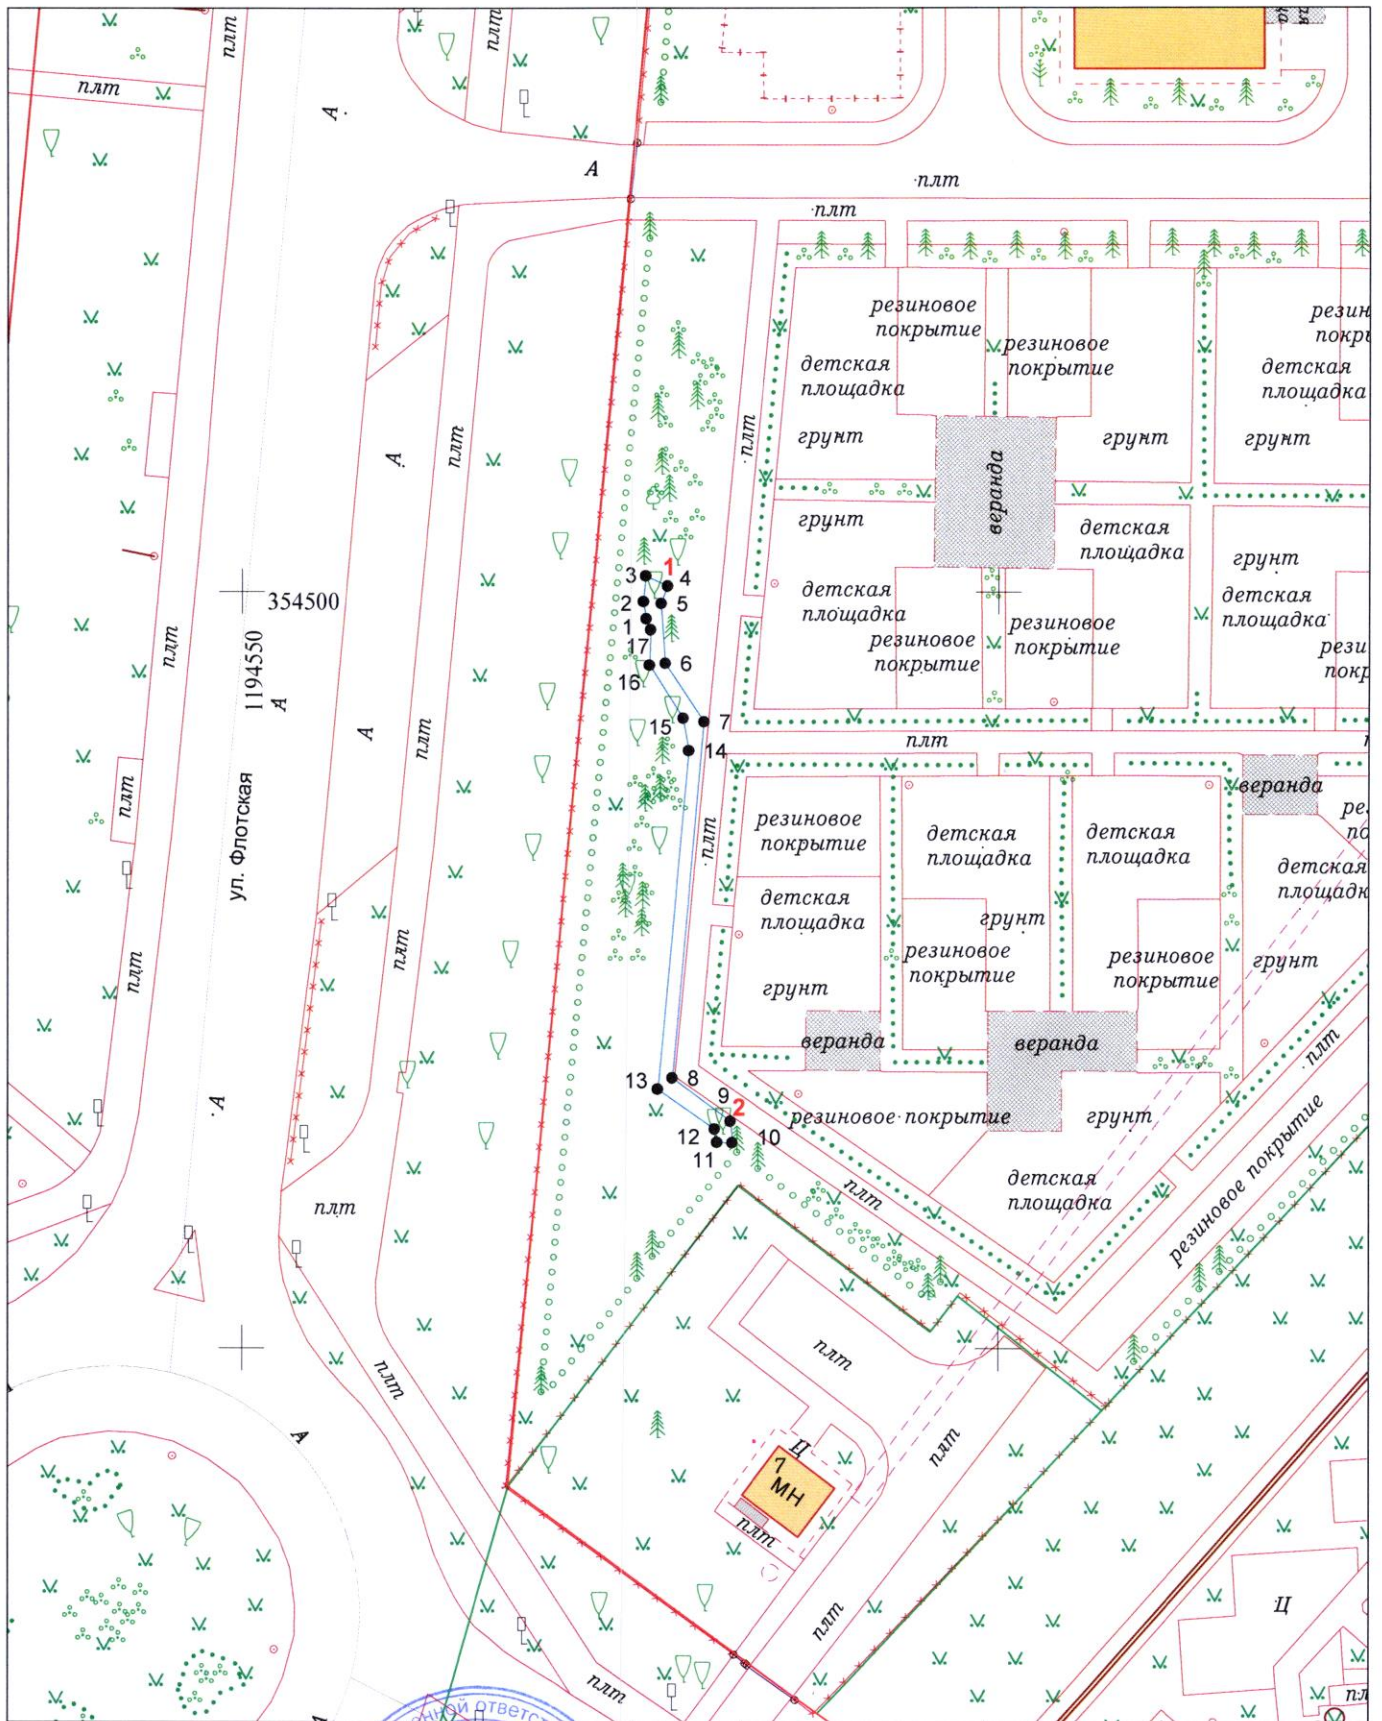 плт
плт
плт
А
А
плт
плт
резиновое
покрытие
резиновое
покрытие
детская
площадка
детская
площадка
грунт
грунт
грунт
плт
плт
А
веранда
грунт
детская
площадка
грунт
детская
площадка
детская
площадка
резиновое
покрытие
резиновое
покрытие
354500
1194550
3
1
4
2
5
1
17
6
16
15
7
14
плт
А
А
плт
плт
ул. Флотская
плт
плт
веранда
резиновое
покрытие
детская
площадка
детская
площадка
детская
площадка
грунт
резиновое
покрытие
резиновое
покрытие
грунт
грунт
плт
плт
веранда
веранда
А
13
8
9
2
12
10
11
резиновое покрытие
грунт
детская
площадка
плт
плт
резиновое покрытие
плт
плт
плт
А
плт
Ц
7
МН
плт
плт
Ц
плт